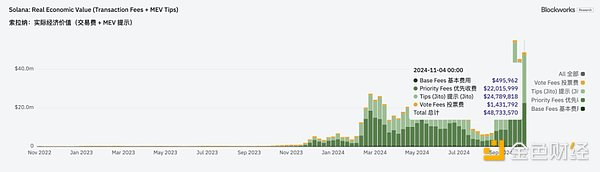 Solana: Real Economic Value (Transaction Fees + MEV Tips)
Blockworks Research
索拉纳：实际经济价值（交易费 + MEV 提示）
$40.0m
$20.0m
0
2024-11-04 00:00
Base Fees 基本费用 $495,962
Priority Fees 优先收费 $22,015,999
Tips (Jito) 提示 (Jito) $24,789,818
Vote Fees 投票费 $1,431,792
Total 总计 $48,733,570
All 全部
Vote Fees 投票费
Tips (Jito) 提示 (Ji
Priority Fees 优先
Base Fees 基本费
Nov 2022 Jan 2023 Mar 2023 May 2023 Jul 2023 Sep 2023 Nov 2023 Jan 2024 Mar 2024 May 2024 Jul 2024 Sep 2024
金色财经